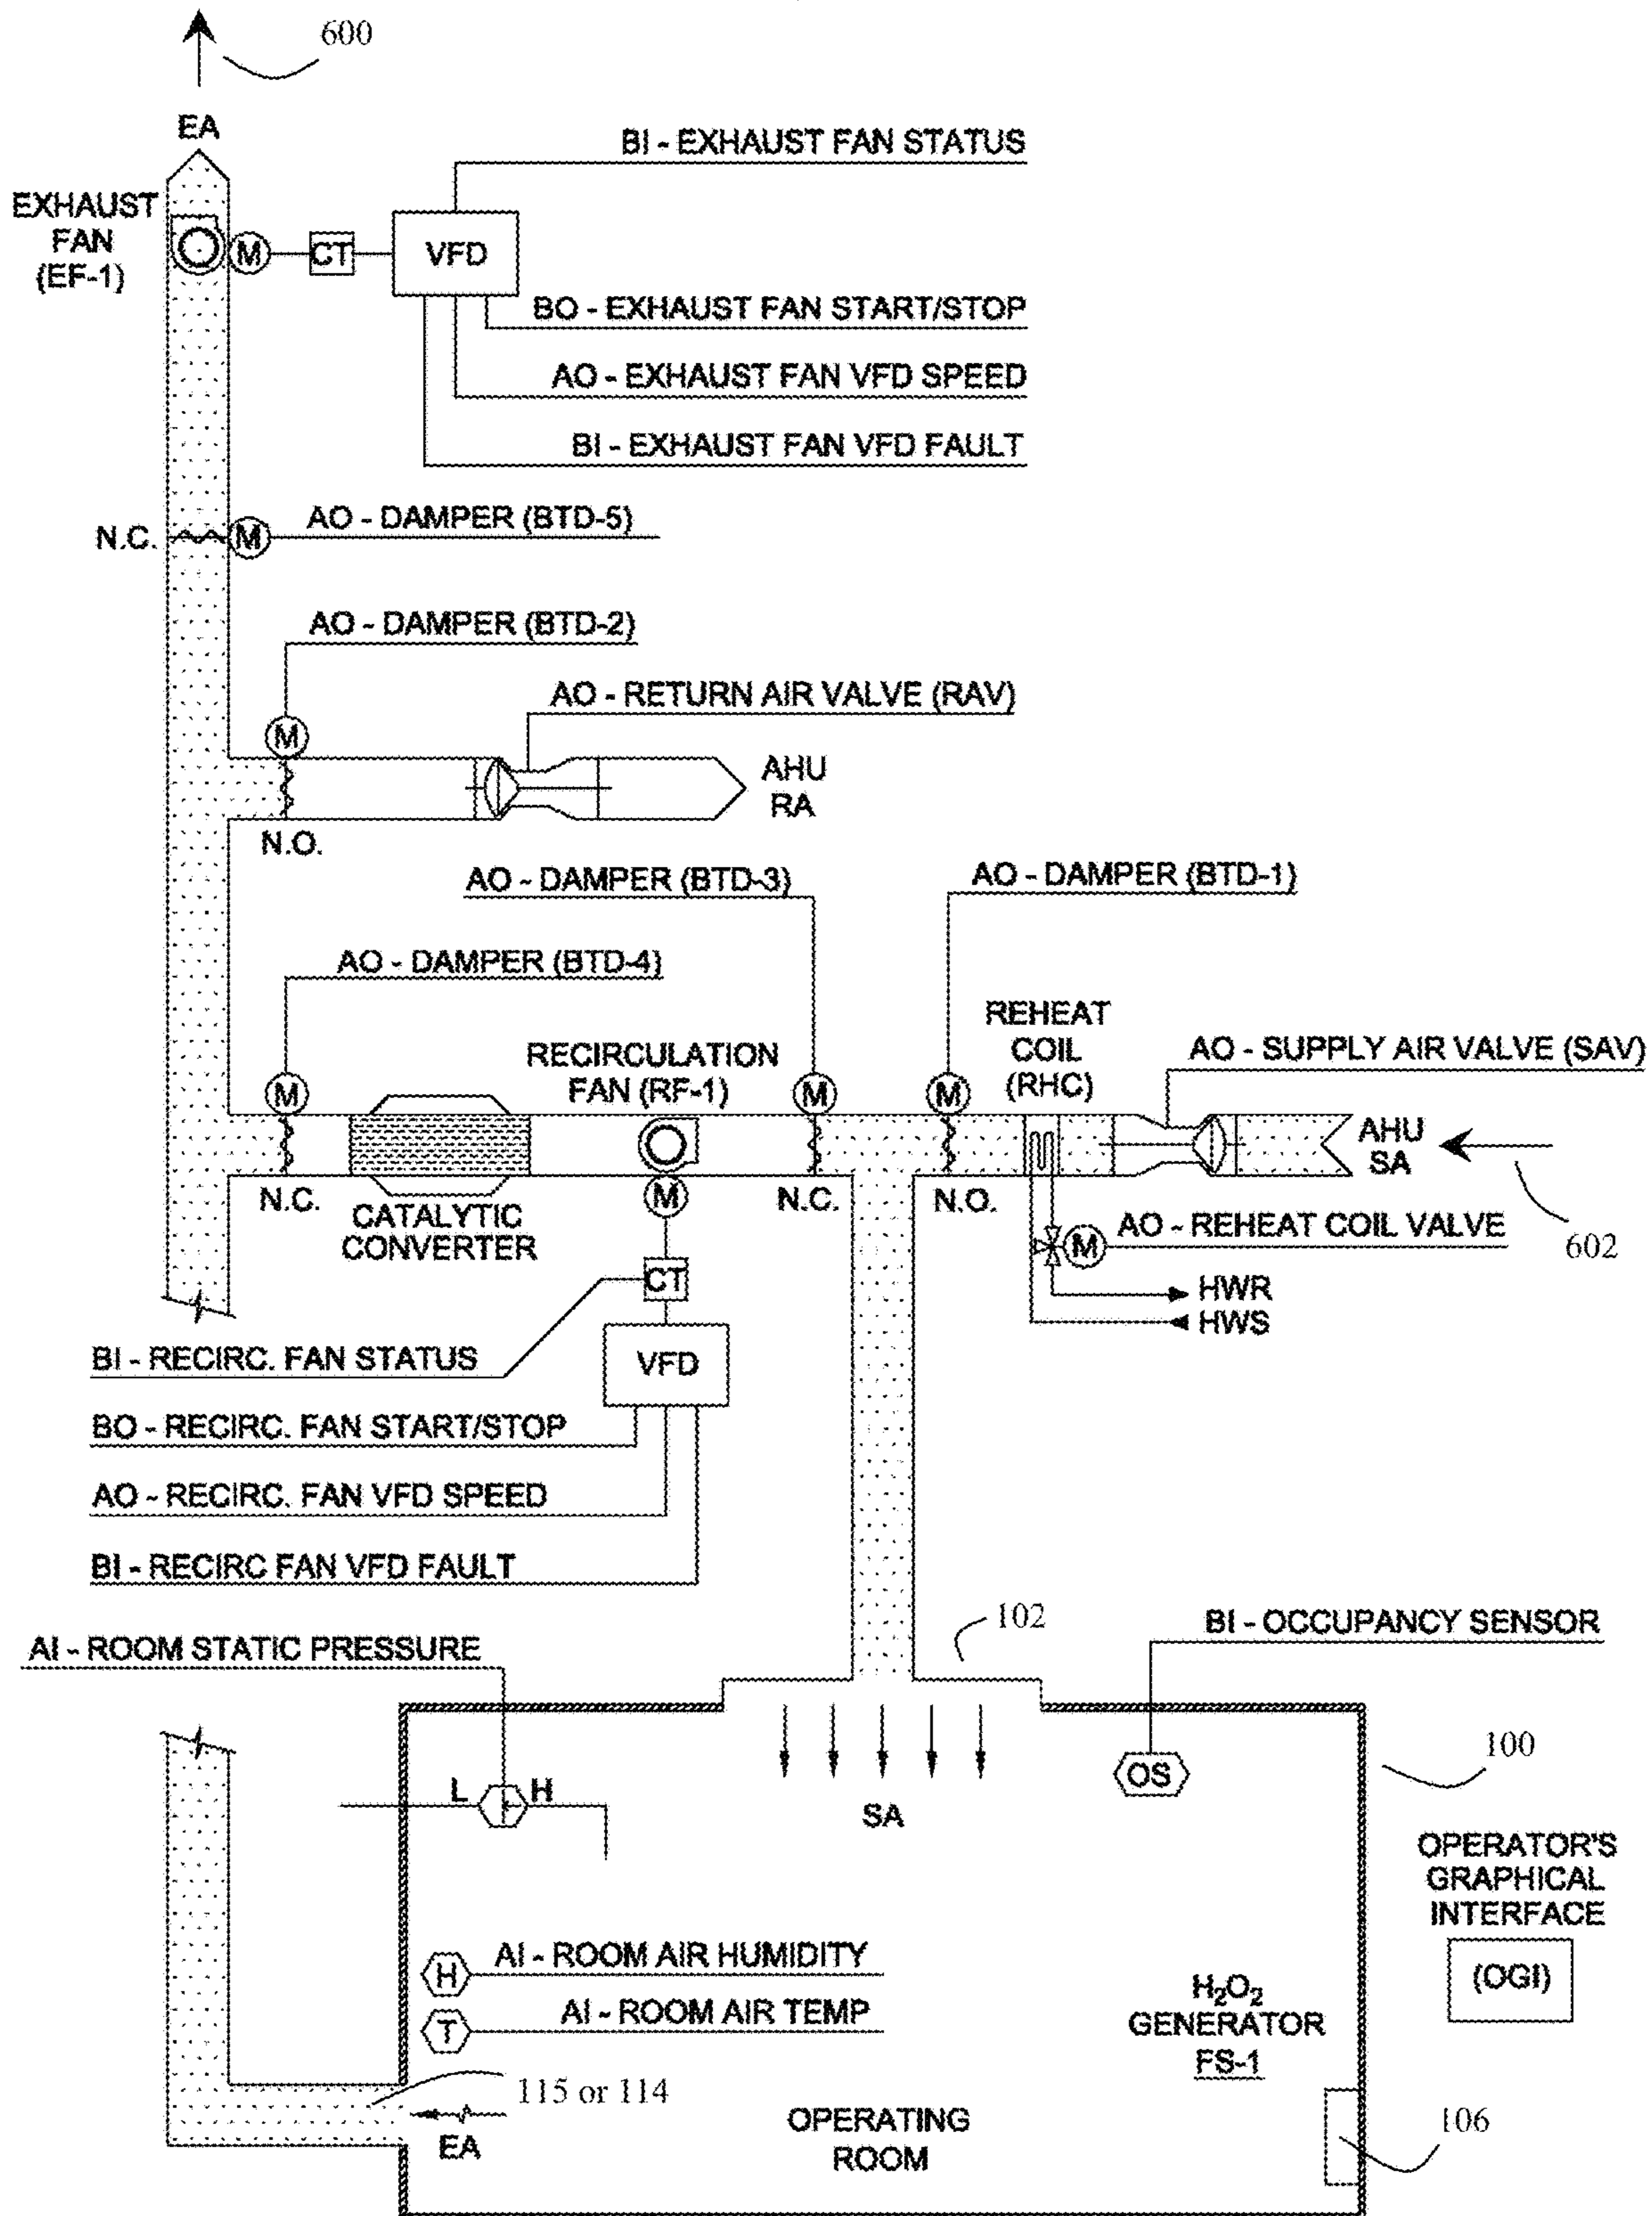 600
EA
BI - EXHAUST FAN STATUS
EXHAUST
FAN
(EF-1)
M
CT
VFD
BO - EXHAUST FAN START/STOP
AO - EXHAUST FAN VFD SPEED
BI - EXHAUST FAN VFD FAULT
N.C.
M
AO - DAMPER (BTD-5)
AO - DAMPER (BTD-2)
AO - RETURN AIR VALVE (RAV)
M
AHU
RA
N.O.
AO - DAMPER (BTD-3)
AO - DAMPER (BTD-1)
AO - DAMPER (BTD-4)
REHEAT
COIL
(RHC)
RECIRCULATION
FAN (RF-1)
AO - SUPPLY AIR VALVE (SAV)
M
M
M
AHU
SA
602
N.C.
CATALYTIC
CONVERTER
M
N.C.
N.O.
M
AO - REHEAT COIL VALVE
CT
HWR
HWS
BI - RECIRC. FAN STATUS
VFD
BO - RECIRC. FAN START/STOP
AO - RECIRC. FAN VFD SPEED
BI - RECIRC FAN VFD FAULT
102
BI - OCCUPANCY SENSOR
AI - ROOM STATIC PRESSURE
100
OS
L
H
SA
OPERATOR'S
GRAPHICAL
INTERFACE
(OGI)
H
AI - ROOM AIR HUMIDITY
T
AI - ROOM AIR TEMP
H₂O₂
GENERATOR
FS-1
115 or 114
EA
OPERATING
ROOM
106